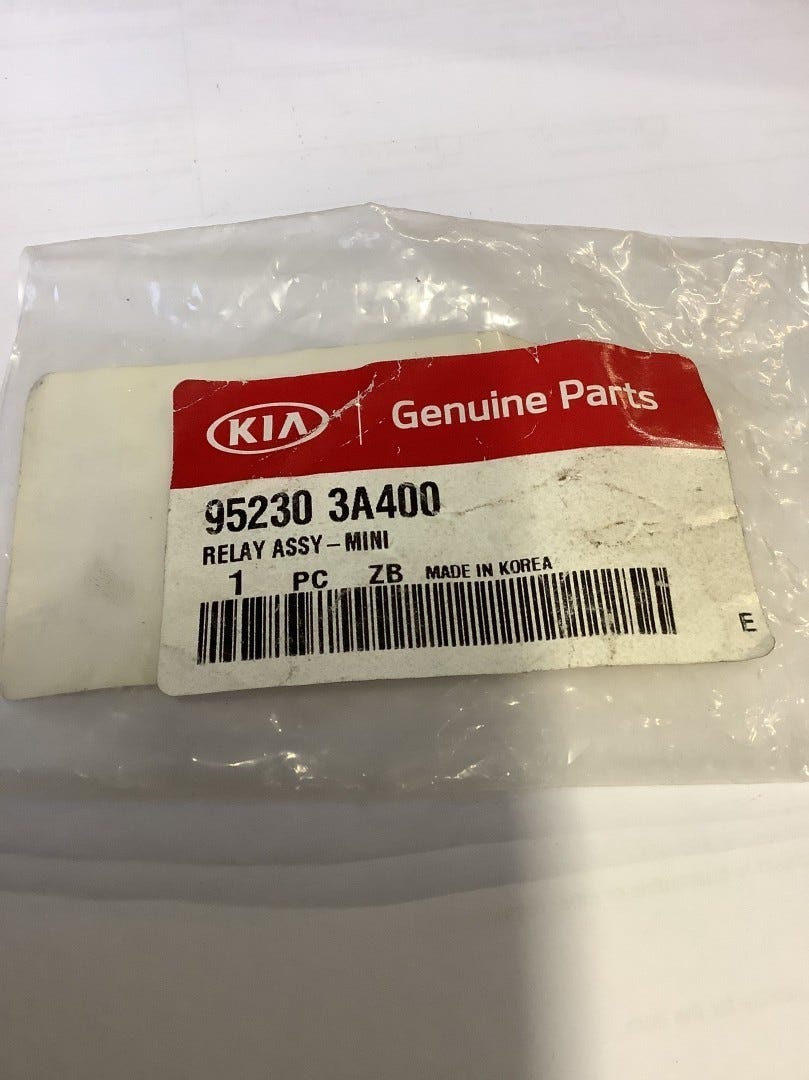 KIA Genuine Parts
95230 3A400
RELAY ASSY-MINI
1 PC ZB MADE IN KOREA
E